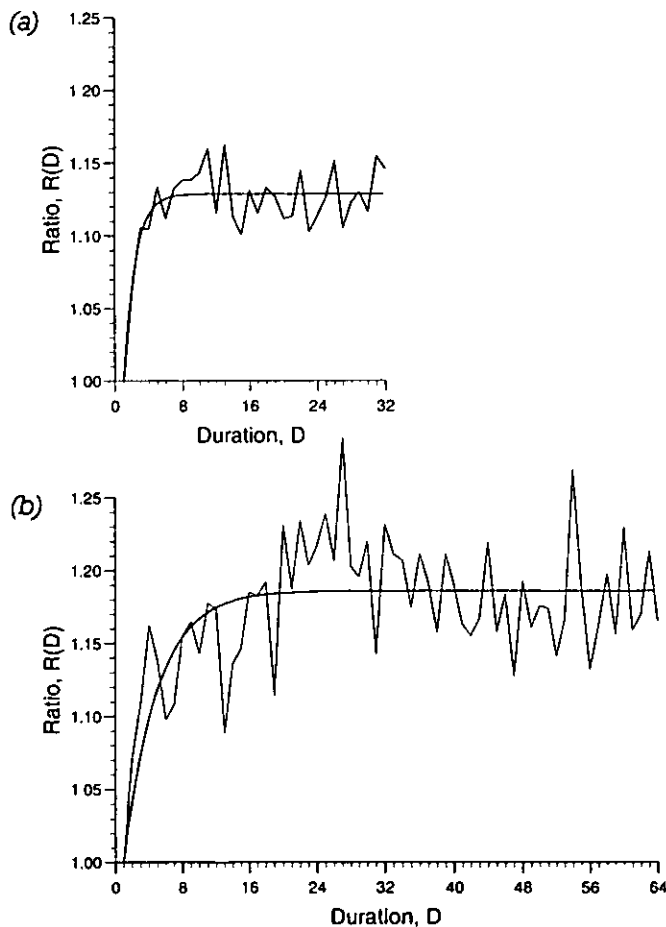 (a)
1.25
1.20
1.15
1.10
1.05
1.00
Ratio, R(D)
0 8 16 24 32
Duration, D
(b)
1.25
1.20
1.15
1.10
1.05
1.00
Ratio, R(D)
0 8 16 24 32 40 48 56 64
Duration, D